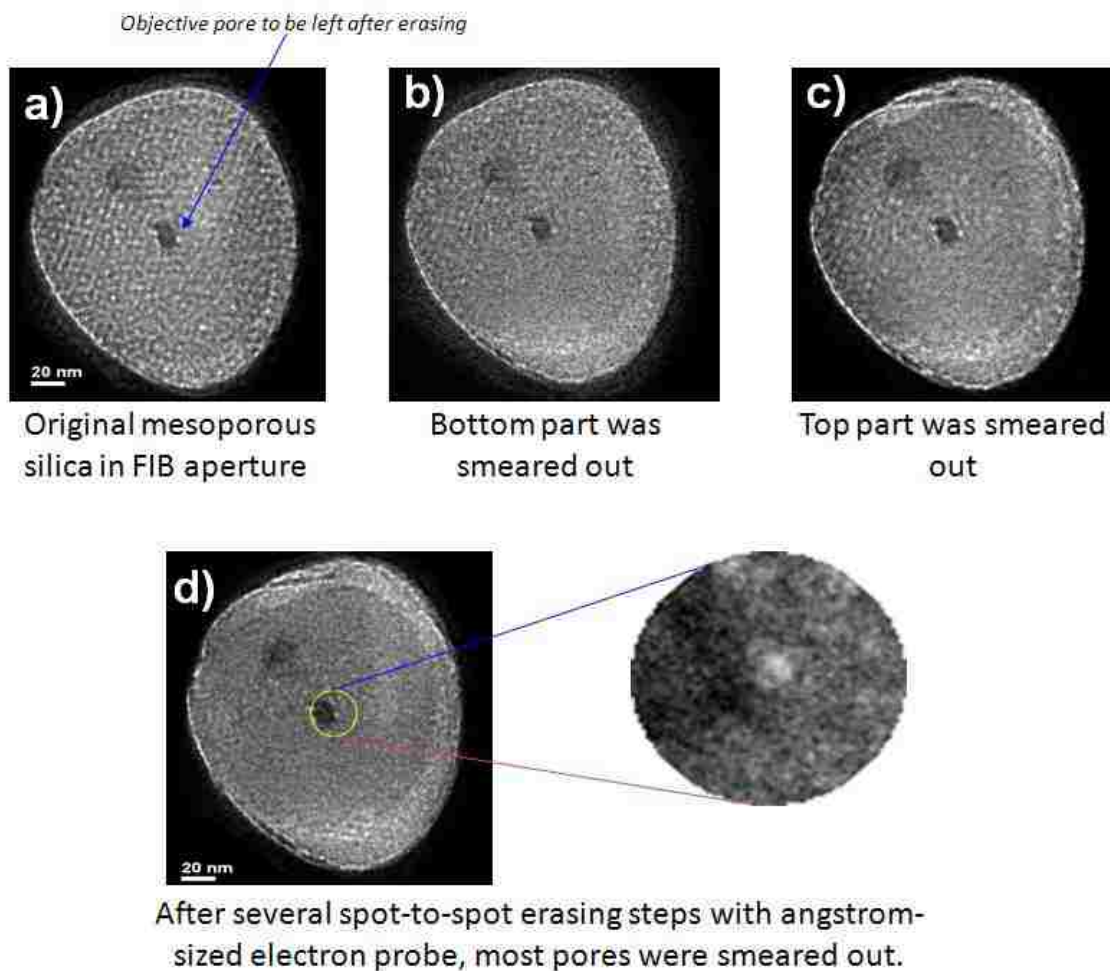 Objective pore to be left after erasing
a)
b)
c)
20 nm
Original mesoporous
silica in FIB aperture
Bottom part was
smeared out
Top part was smeared
out
d)
20 nm
After several spot-to-spot erasing steps with angstrom-
sized electron probe, most pores were smeared out.